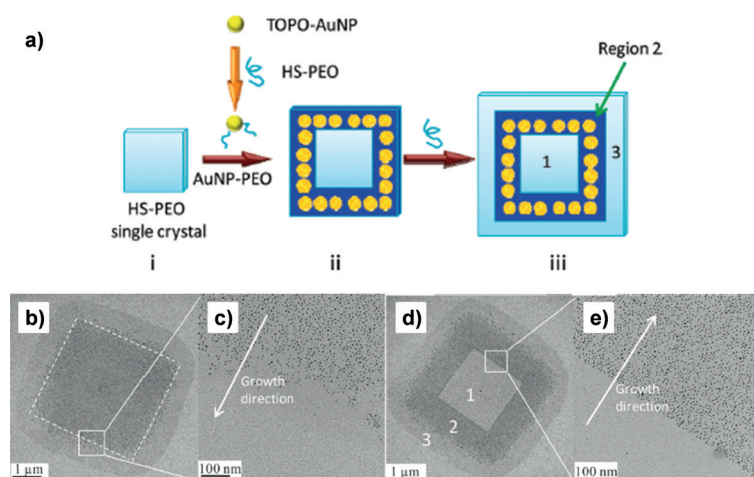 a)
TOPO-AuNP
HS-PEO
Region 2
AuNP-PEO
HS-PEO
single crystal
1
3
i
ii
iii
b)
1 µm
c)
Growth
direction
100 nm
d)
1
2
3
1 µm
e)
Growth
direction
100 nm